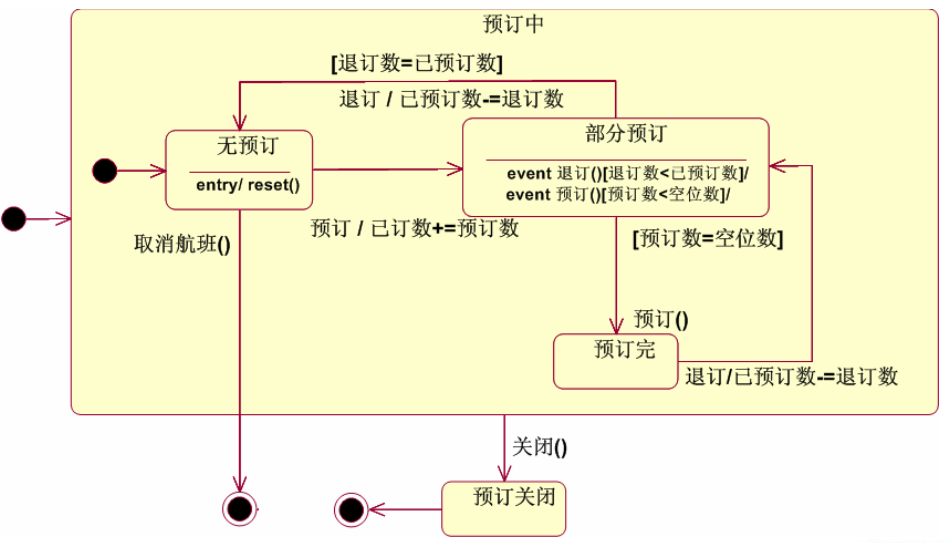 预订中
[退订数=已预订数]
退订 / 已预订数-=退订数
无预订
entry/ reset()
部分预订
event 退订()[退订数<已预订数]/
event 预订()[预订数<空位数]/
取消航班()
预订 / 已订数+=预订数
[预订数=空位数]
预订()
预订完
退订/已预订数-=退订数
关闭()
预订关闭